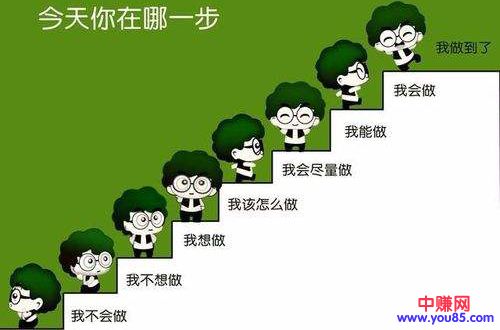 今天你在哪一步
我做到了
我会做
我能做
我会尽量做
我该怎么做
我想做
我不想做
我不会做
中赚网
www.you85.com